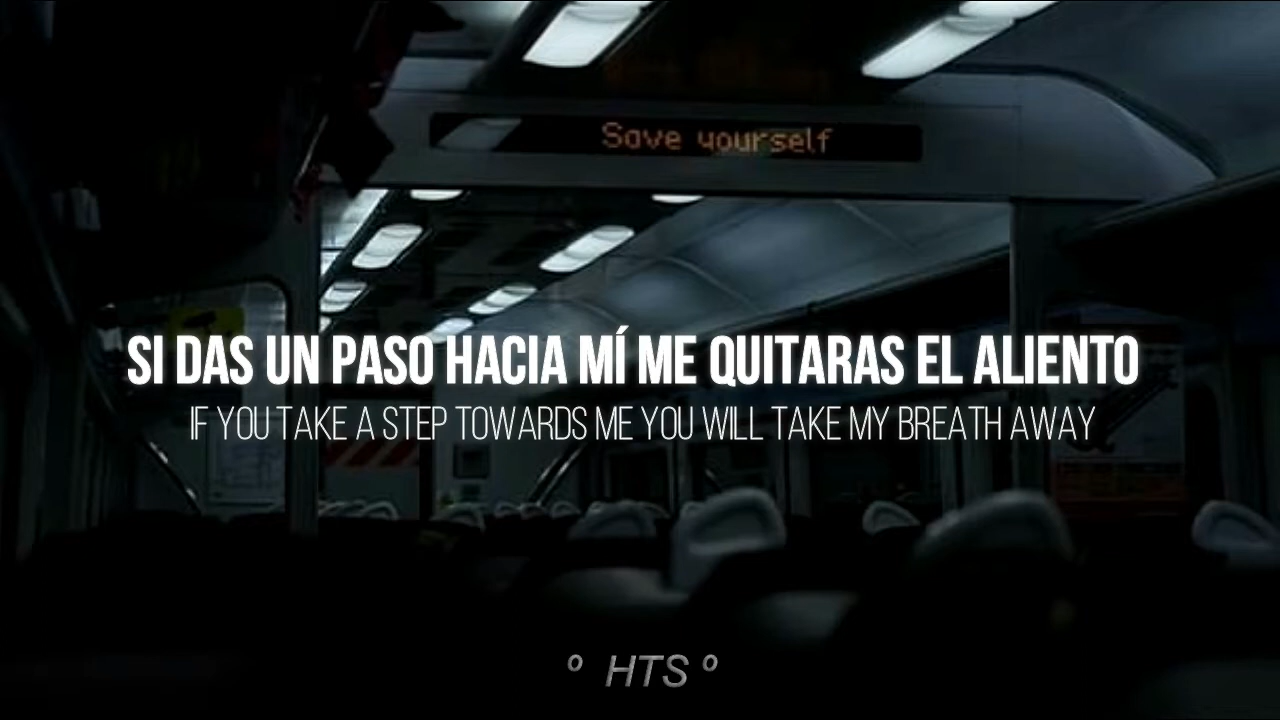 Save yourself
SI DAS UN PASO HACIA MÍ ME QUITARAS EL ALIENTO
IF YOU TAKE A STEP TOWARDS ME YOU WILL TAKE MY BREATH AWAY
º HTS º